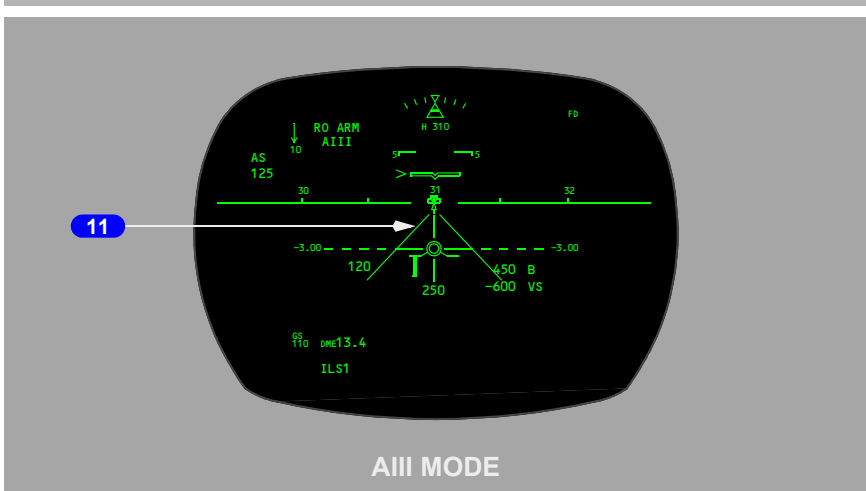 FD
RO ARM
AIII
10
H 310
AS
125
5 5
30 31 32
11
-3.00 -3.00
120
450 B
250
-600 VS
GS
110 DME13.4
ILS1
AIII MODE